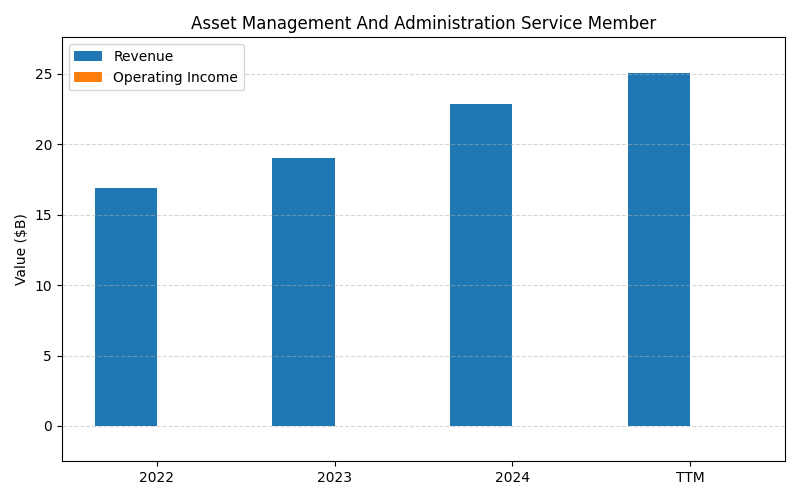 Asset Management And Administration Service Member
Revenue
Operating Income
Value ($B)
25
20
15
10
5
0
2022
2023
2024
TTM